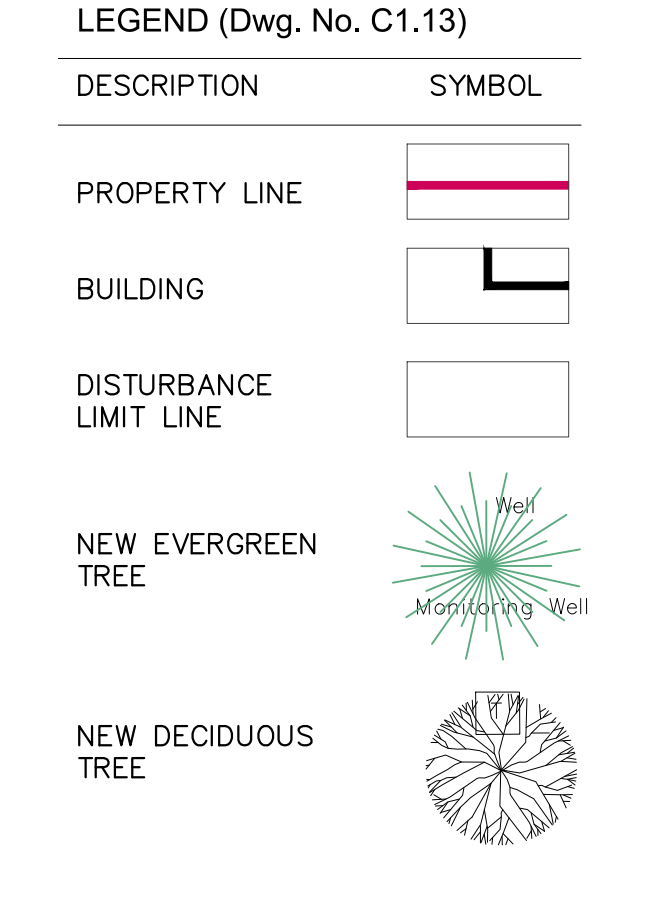 LEGEND (Dwg. No. C1.13)
DESCRIPTION SYMBOL
PROPERTY LINE
BUILDING
DISTURBANCE
LIMIT LINE
Well
NEW EVERGREEN
TREE
Monitoring Well
T
NEW DECIDUOUS
TREE